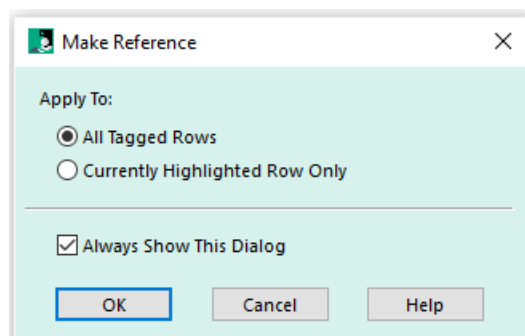 Make Reference
Apply To:
All Tagged Rows
Currently Highlighted Row Only
Always Show This Dialog
OK Cancel Help